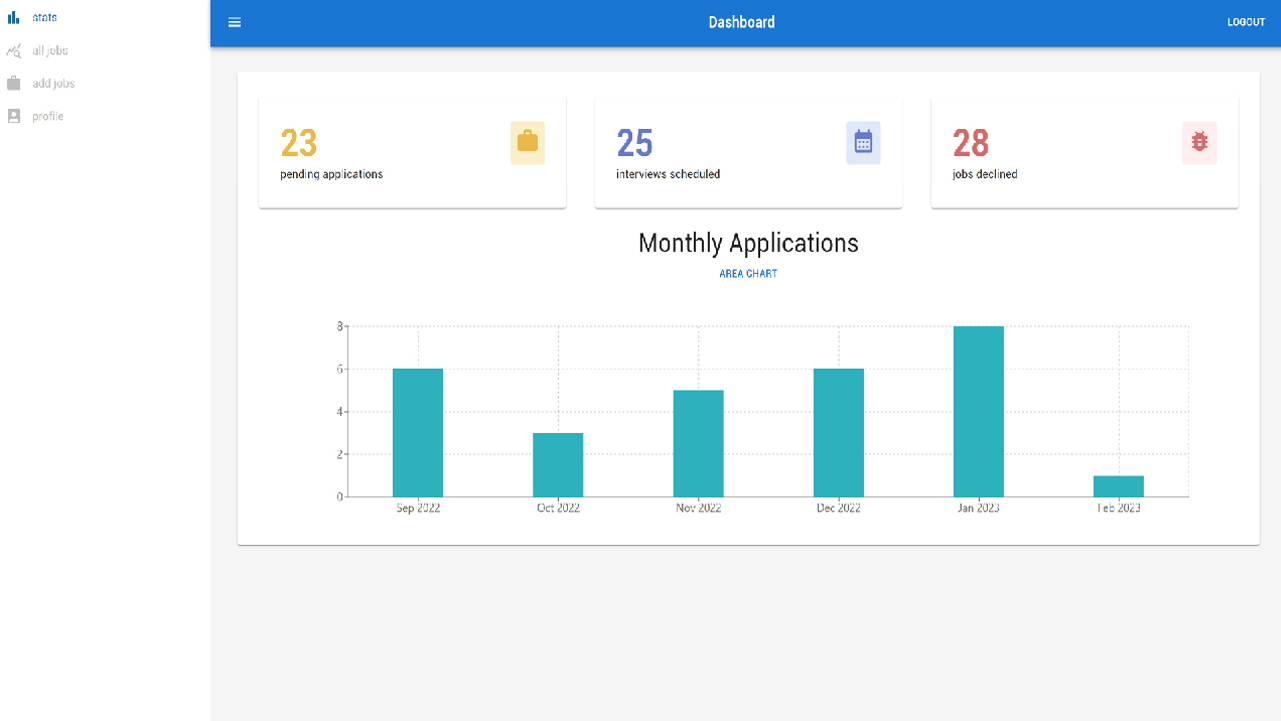 stats
all jobs
add jobs
profile
Dashboard
LOGOUT
23
pending applications
25
interviews scheduled
28
jobs declined
Monthly Applications
AREA CHART
8
6
4
2
0
Sep 2022 Oct 2022 Nov 2022 Dec 2022 Jan 2023 Feb 2023